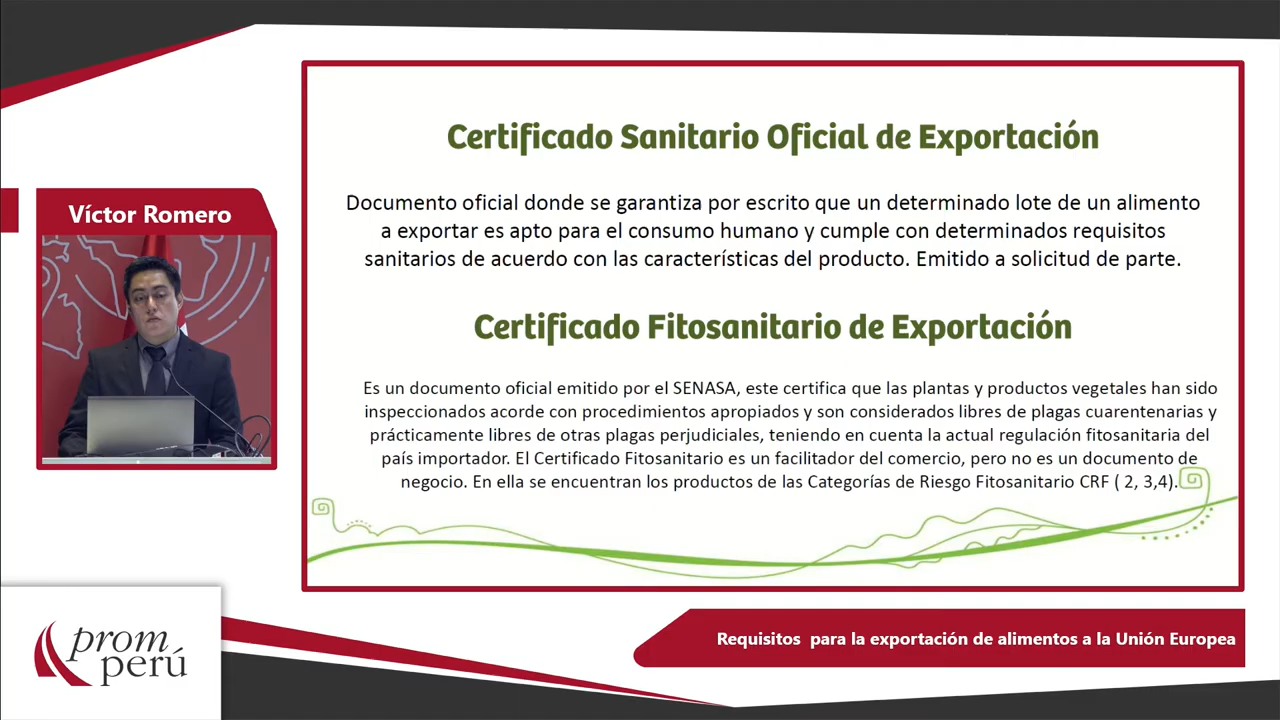 Víctor Romero
Certificado Sanitario Oficial de Exportación
Documento oficial donde se garantiza por escrito que un determinado lote de un alimento
a exportar es apto para el consumo humano y cumple con determinados requisitos
sanitarios de acuerdo con las características del producto. Emitido a solicitud de parte.
Certificado Fitosanitario de Exportación
Es un documento oficial emitido por el SENASA, este certifica que las plantas y productos vegetales han sido
inspeccionados acorde con procedimientos apropiados y son considerados libres de plagas cuarentenarias y
prácticamente libres de otras plagas perjudiciales, teniendo en cuenta la actual regulación fitosanitaria del
país importador. El Certificado Fitosanitario es un facilitador del comercio, pero no es un documento de
negocio. En ella se encuentran los productos de las Categorías de Riesgo Fitosanitario CRF ( 2, 3,4).
prom
perú
Requisitos para la exportación de alimentos a la Unión Europea